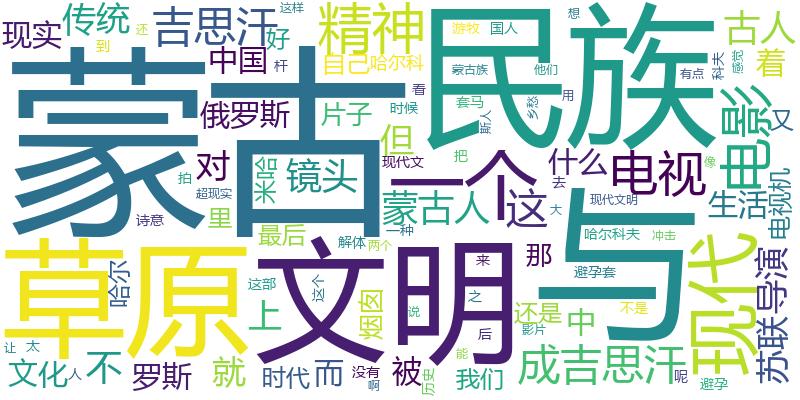 现实
传统
吉思汗
好
中国
俄罗斯
到
这样
还
杆
精神
自己
哈尔科
片子
看
时候
但
现代文
民族
游牧
国人
想
蒙古族
他们
套马
斯人
乡愁
用
有点
科夫
感觉
古人
着
又
电影
像
蒙古
拍
超现实
诗意
里
对
哈
米
镜头
一个
把
蒙古人
这
什么
去
电视
大
现代文明
哈尔科夫
冲击
生活
电视机
草原
哈尔
最后
解体
一种
两个
这部
这个
上
文明
与
那
来
之
后
避孕套
不是
现代
苏联
导演
烟囱
说
影片
还是
中
让
太
文化
人
不
罗斯
就
时代
而
没有
啊
被
历史
能
我们
成吉思汗
呢
避孕